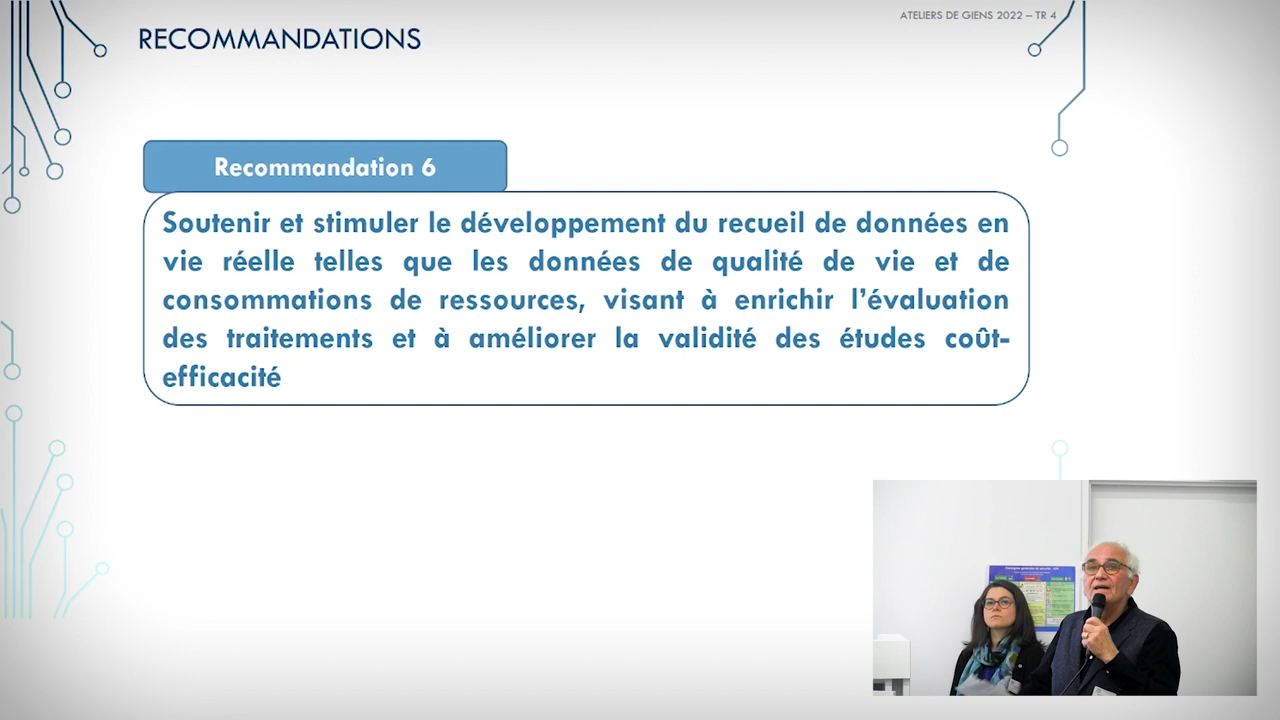 ATELIERS DE GIENS 2022 – TR 4
RECOMMANDATIONS
Recommandation 6
Soutenir et stimuler le développement du recueil de données en
vie réelle telles que les données de qualité de vie et de
consommations de ressources, visant à enrichir l’évaluation
des traitements et à améliorer la validité des études coût-
efficacité